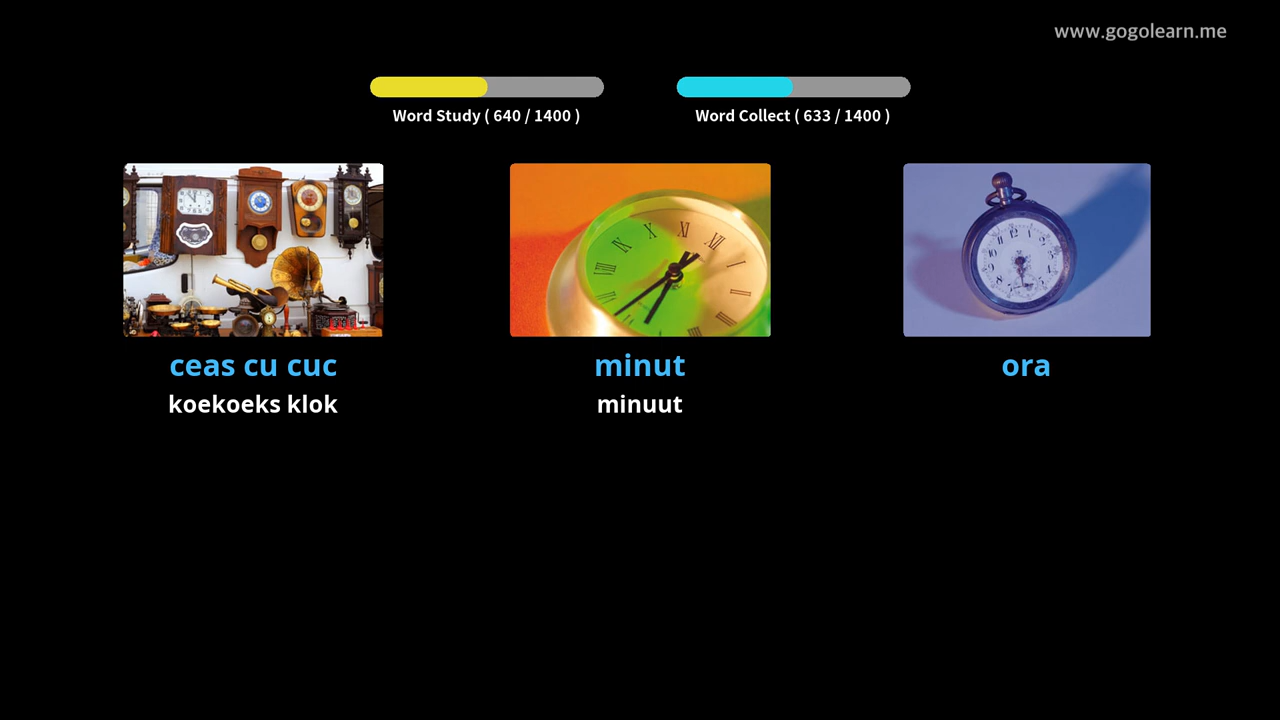 www.gogolearn.me
Word Study ( 640 / 1400 )
Word Collect ( 633 / 1400 )
ceas cu cuc
koekoeks klok
minut
minuut
ora